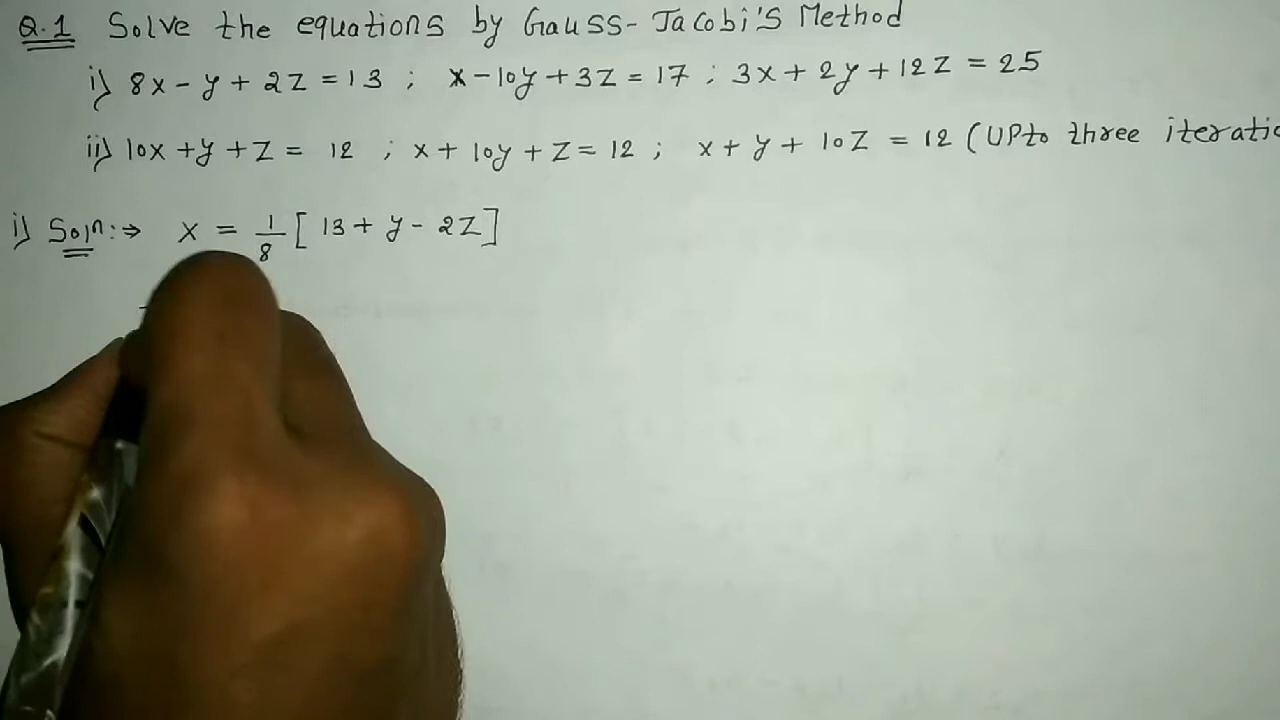 Q.1 Solve the equations by Gauss-Jacobi's Method
i) 8x - y + 2z = 13 ; x - 10y + 3z = 17 ; 3x + 2y + 12z = 25
ii) 10x + y + z = 12 ; x + 10y + z = 12 ; x + y + 10z = 12 (UPto three iteratio
i) Soln:⇒ x = 1/8 [ 13 + y - 2z ]